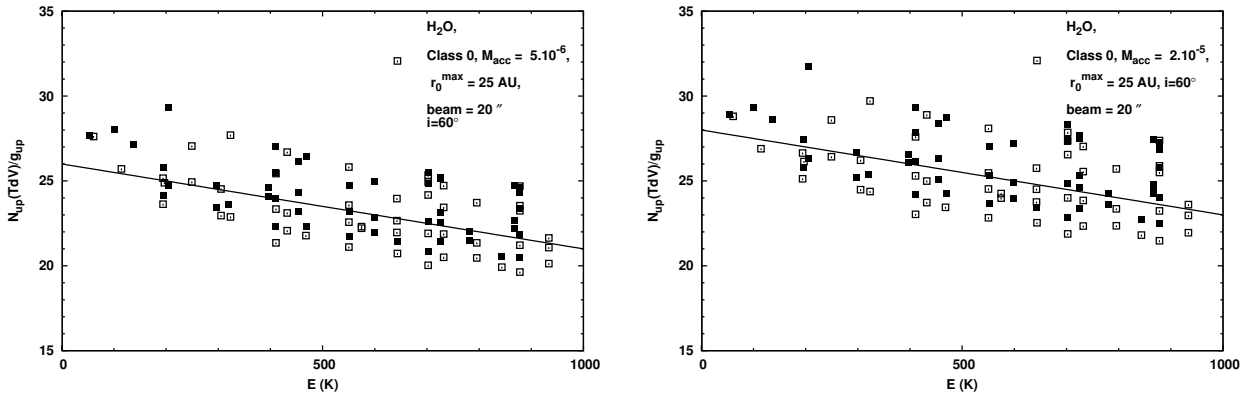 35
30
25
20
15
0
500
1000
E (K)
Nup(TdV)/gup
H2O,
Class 0, Macc = 5.10-6,
r0max = 25 AU,
beam = 20 ″
i=60°
35
30
25
20
15
0
500
1000
E (K)
Nup(TdV)/gup
H2O,
Class 0, Macc = 2.10-5,
r0max = 25 AU, i=60°
beam = 20 ″